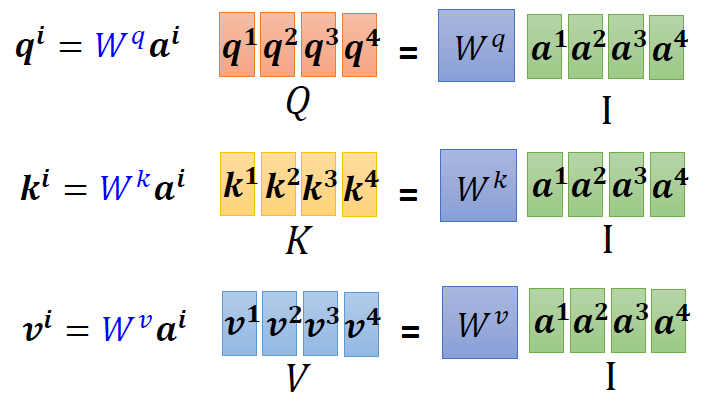 qⁱ = W^q aⁱ q¹ q² q³ q⁴ = W^q a¹ a² a³ a⁴
Q I
kⁱ = W^k aⁱ k¹ k² k³ k⁴ = W^k a¹ a² a³ a⁴
K I
vⁱ = W^v aⁱ v¹ v² v³ v⁴ = W^v a¹ a² a³ a⁴
V I